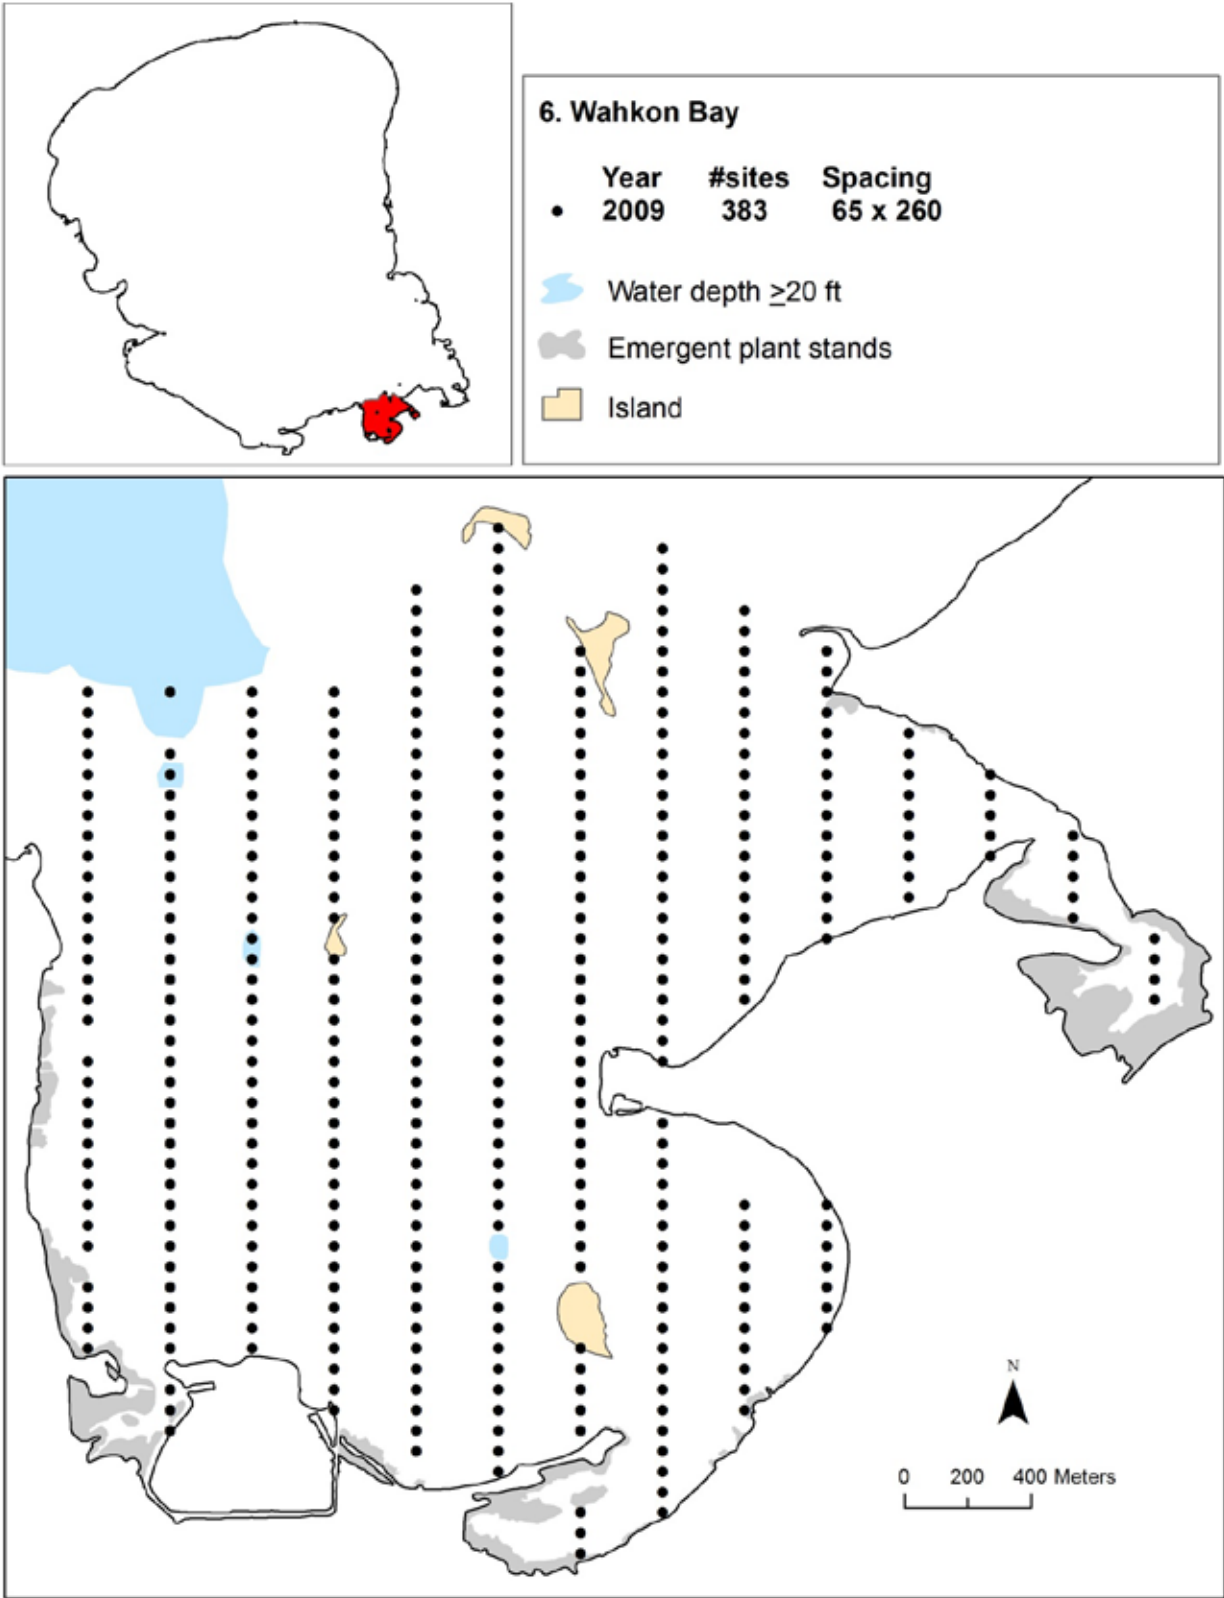 6. Wahkon Bay
Year #sites Spacing
2009 383 65 x 260
Water depth ≥20 ft
Emergent plant stands
Island
N
0 200 400 Meters